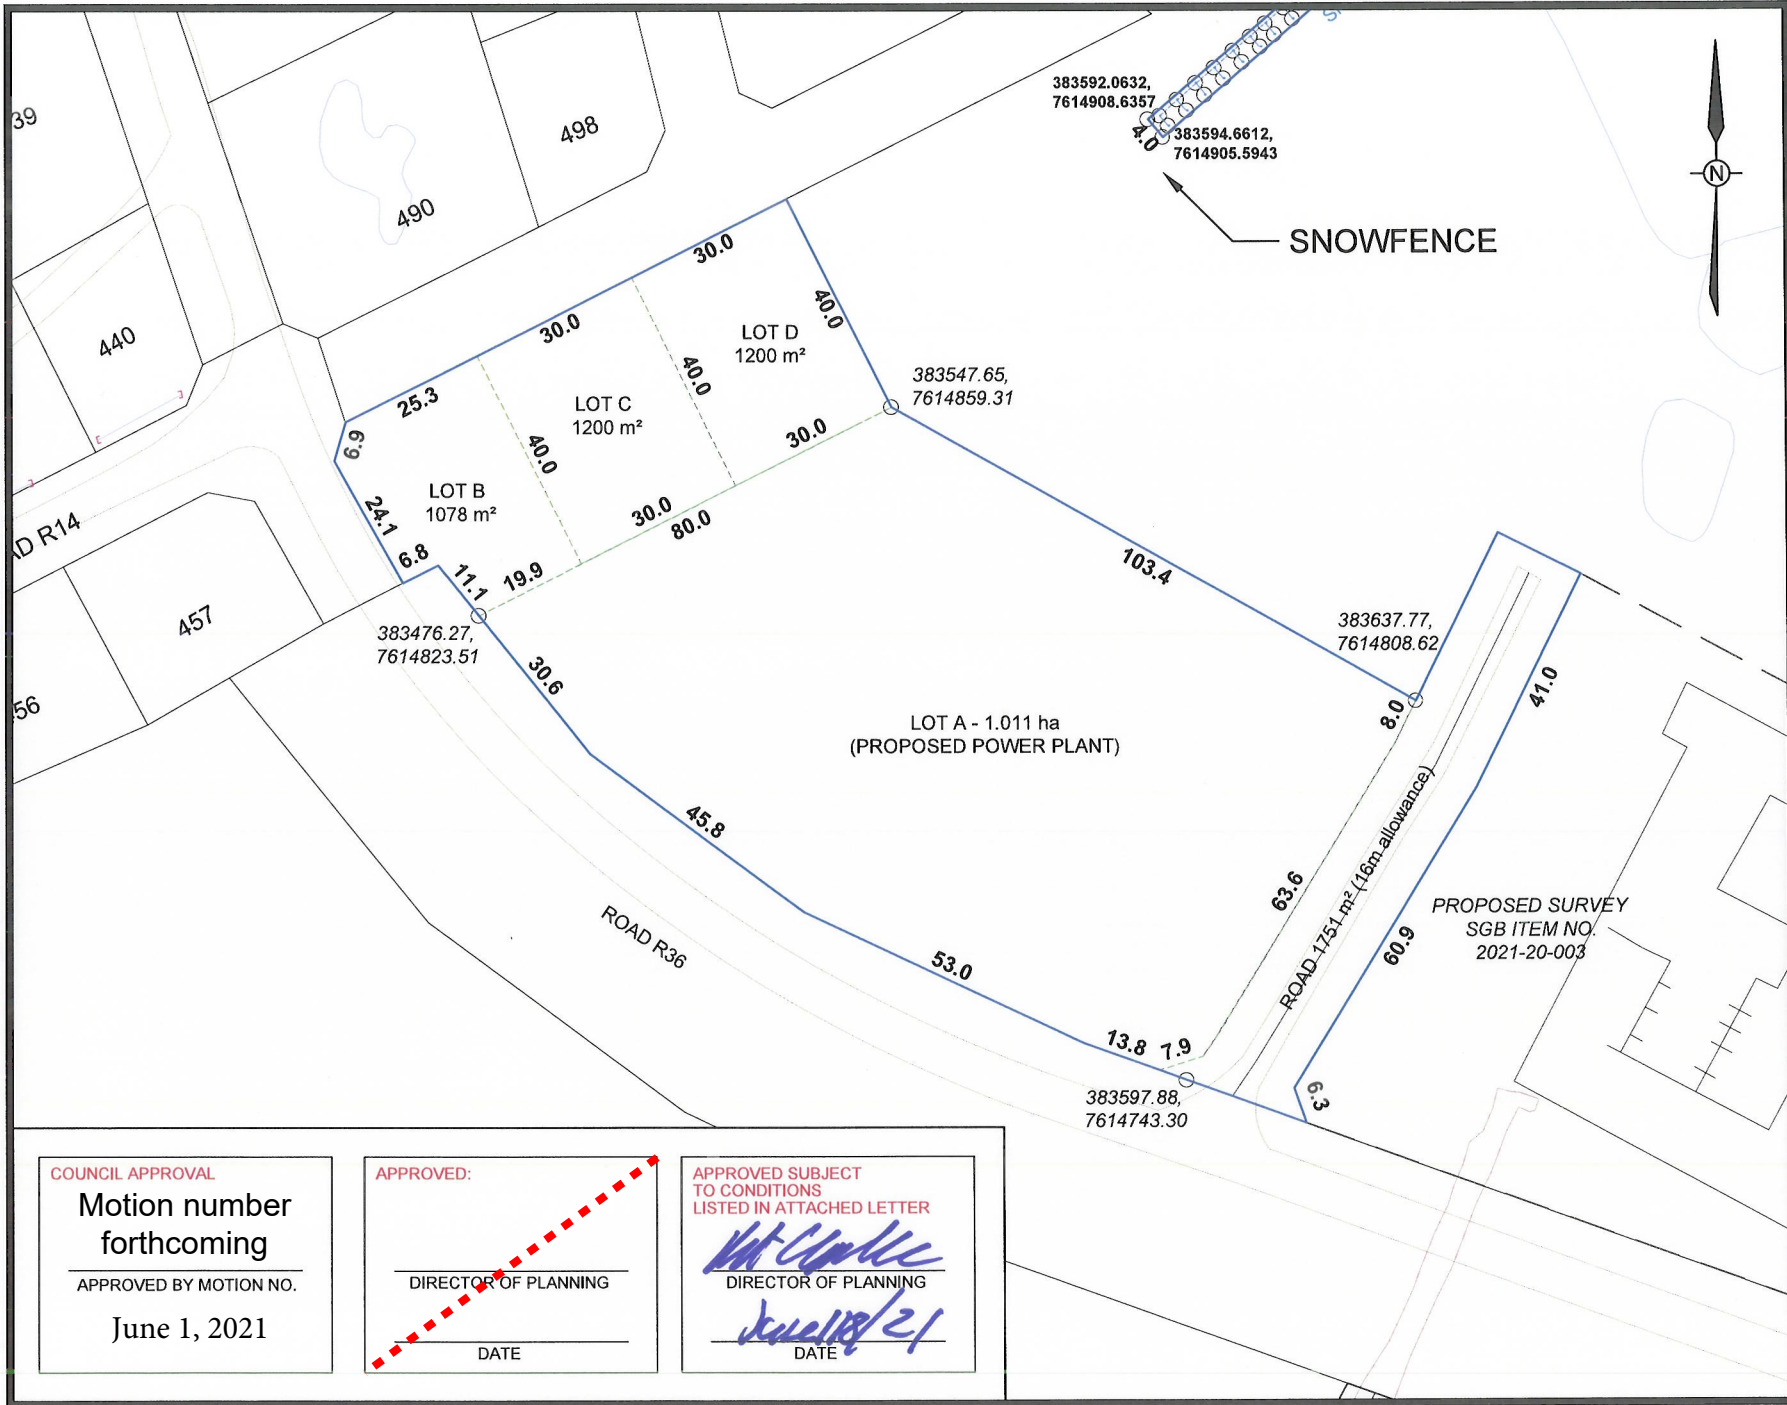 39
498
490
440
AD R14
457
56
383592.0632,
7614908.6357
4.0
383594.6612,
7614905.5943
SNOWFENCE
N
30.0
30.0
25.3
6.9
24.1
6.8
11.1
19.9
30.0
80.0
30.0
40.0
40.0
40.0
LOT D
1200 m²
LOT C
1200 m²
LOT B
1078 m²
383547.65,
7614859.31
383476.27,
7614823.51
30.6
103.4
383637.77,
7614808.62
8.0
41.0
LOT A - 1.011 ha
(PROPOSED POWER PLANT)
45.8
ROAD R36
53.0
63.6
ROAD 1751 m² (16m allowance)
60.9
PROPOSED SURVEY
SGB ITEM NO.
2021-20-003
13.8
7.9
6.3
383597.88,
7614743.30
COUNCIL APPROVAL
Motion number
forthcoming
APPROVED BY MOTION NO.
June 1, 2021
APPROVED:
DIRECTOR OF PLANNING
DATE
APPROVED SUBJECT
TO CONDITIONS
LISTED IN ATTACHED LETTER
DIRECTOR OF PLANNING
DATE